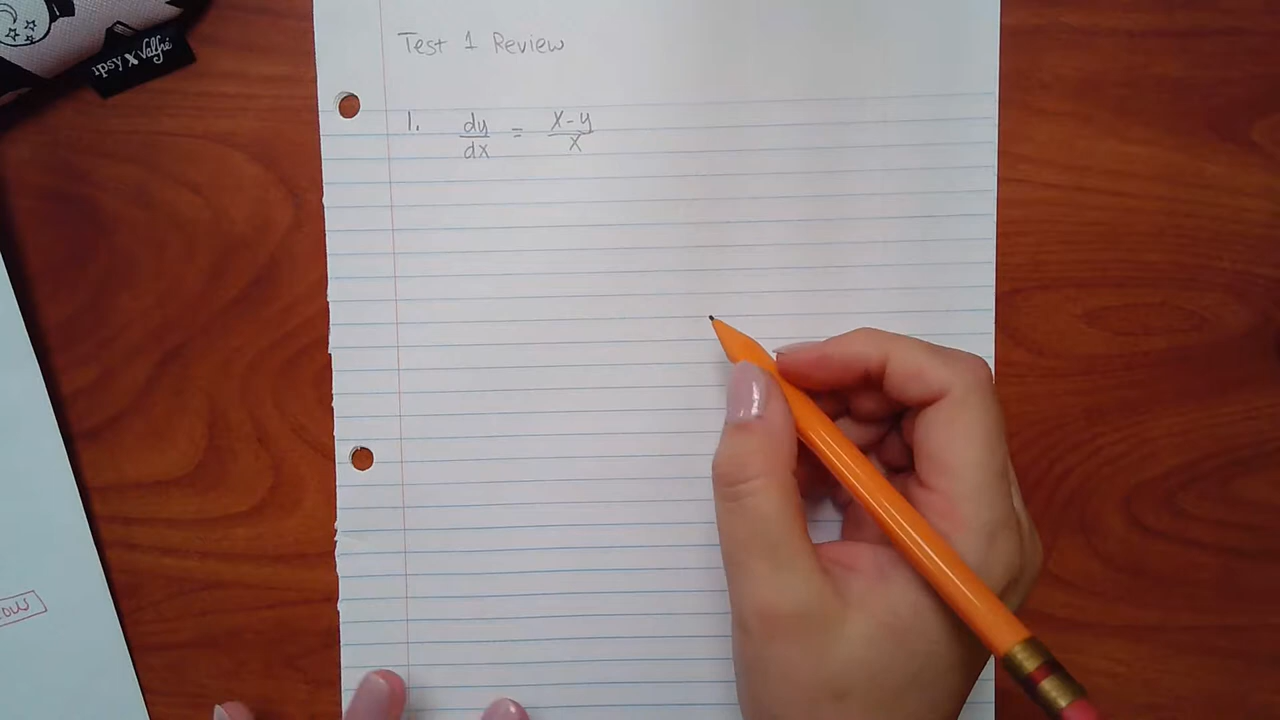 ipsy x Valfré
Test 1 Review
1. dy/dx = x-y/x